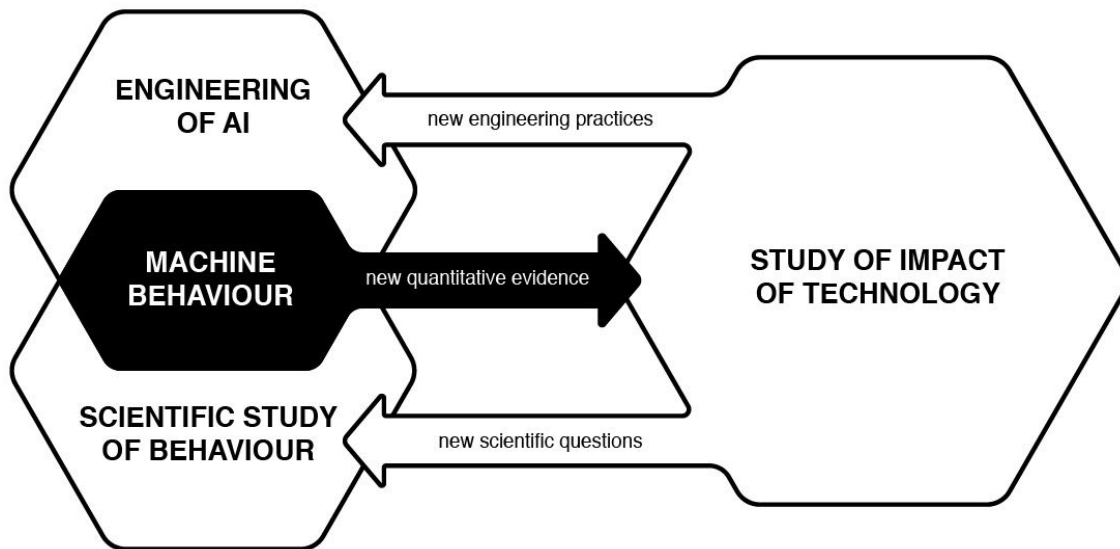 ENGINEERING
OF AI
new engineering practices
MACHINE
BEHAVIOUR
new quantitative evidence
STUDY OF IMPACT
OF TECHNOLOGY
SCIENTIFIC STUDY
OF BEHAVIOUR
new scientific questions